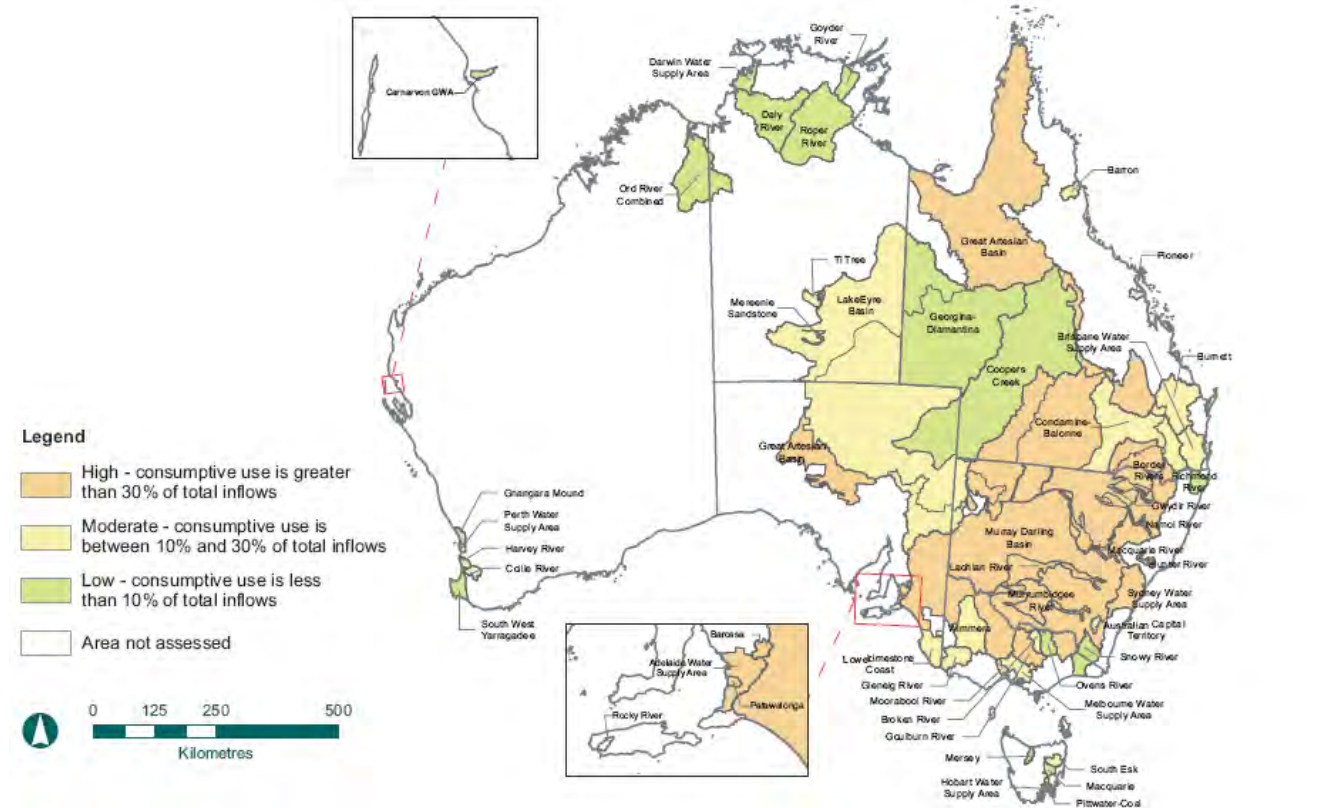 Goyder
River
Darwin Water
Supply Area
Carnarvon GWA
Daly
River
Roper
River
Ord River
Combined
Barron
Great Artesian
Basin
Pioneer
Ti Tree
Mereenie
Sandstone
LakeEyre
Basin
Georgina-
Diamantina
Brisbane Water
Supply Area
Burnett
Coopers
Creek
Condamine-
Balonne
Great Artesian
Basin
Legend
High - consumptive use is greater
than 30% of total inflows
Moderate - consumptive use is
between 10% and 30% of total inflows
Low - consumptive use is less
than 10% of total inflows
Area not assessed
0 125 250 500
Kilometres
Gnangara Mound
Perth Water
Supply Area
Harvey River
Collie River
South West
Yarragadee
Border
Rivers
Richmond
River
Gwydir River
Namoi River
Murray Darling
Basin
Macquarie River
Hunter River
Lachlan River
Murrumbidgee
River
Sydney Water
Supply Area
Australian Capital
Territory
Wimmera
Snowy River
Lower Limestone
Coast
Glenelg River
Ovens River
Moorabool River
Melbourne Water
Supply Area
Broken River
Goulburn River
Barossa
Adelaide Water
Supply Area
Patawalonga
Rocky River
Mersey
South Esk
Hobart Water
Supply Area
Macquarie
Pittwater-Coal